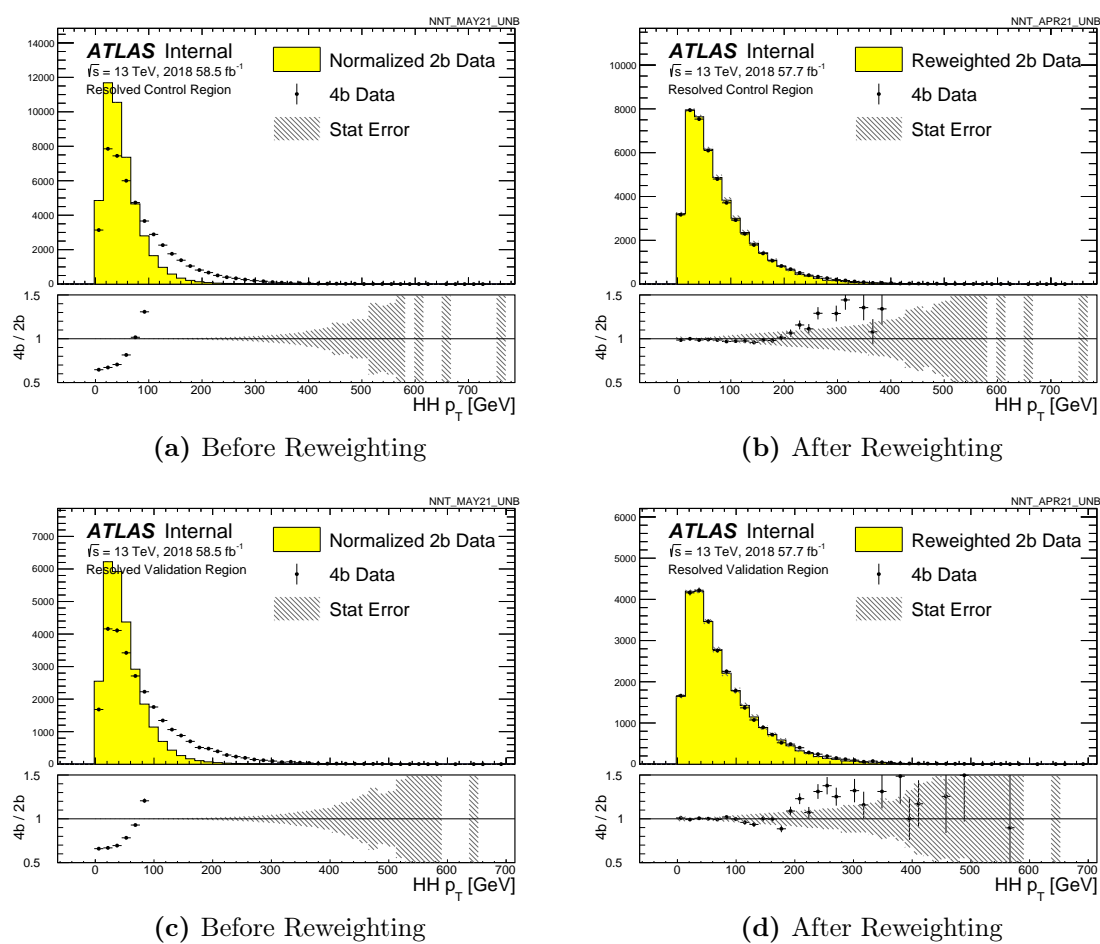 NNT_MAY21_UNB
ATLAS Internal
√s = 13 TeV, 2018 58.5 fb⁻¹
Resolved Control Region
Normalized 2b Data
4b Data
Stat Error
14000
12000
10000
8000
6000
4000
2000
0
1.5
1
0.5
4b / 2b
0 100 200 300 400 500 600 700
HH p_T [GeV]
(a) Before Reweighting
NNT_APR21_UNB
ATLAS Internal
√s = 13 TeV, 2018 57.7 fb⁻¹
Resolved Control Region
Reweighted 2b Data
4b Data
Stat Error
10000
8000
6000
4000
2000
0
1.5
1
0.5
4b / 2b
0 100 200 300 400 500 600 700
HH p_T [GeV]
(b) After Reweighting
NNT_MAY21_UNB
ATLAS Internal
√s = 13 TeV, 2018 58.5 fb⁻¹
Resolved Validation Region
Normalized 2b Data
4b Data
Stat Error
7000
6000
5000
4000
3000
2000
1000
0
1.5
1
0.5
4b / 2b
0 100 200 300 400 500 600 700
HH p_T [GeV]
(c) Before Reweighting
NNT_APR21_UNB
ATLAS Internal
√s = 13 TeV, 2018 57.7 fb⁻¹
Resolved Validation Region
Reweighted 2b Data
4b Data
Stat Error
6000
5000
4000
3000
2000
1000
0
1.5
1
0.5
4b / 2b
0 100 200 300 400 500 600 700
HH p_T [GeV]
(d) After Reweighting